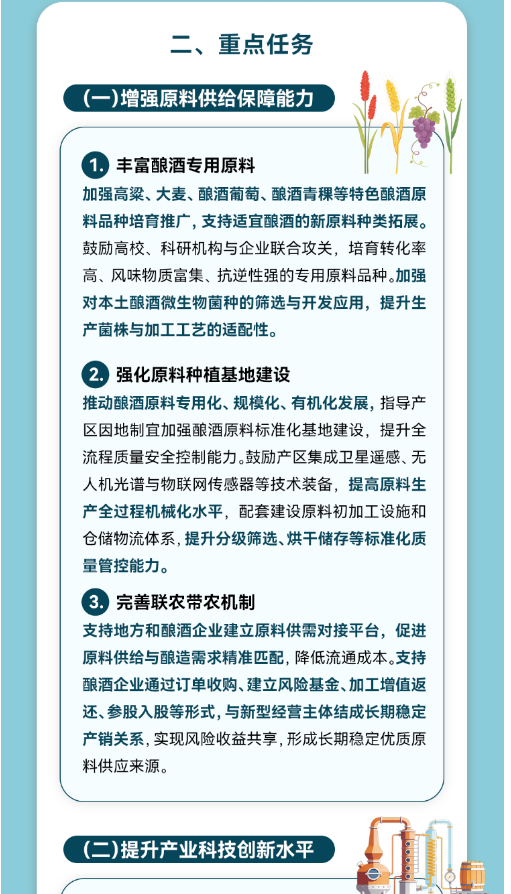 二、重点任务
(一)增强原料供给保障能力
1. 丰富酿酒专用原料
加强高粱、大麦、酿酒葡萄、酿酒青稞等特色酿酒原
料品种培育推广，支持适宜酿酒的新原料种类拓展。
鼓励高校、科研机构与企业联合攻关，培育转化率
高、风味物质富集、抗逆性强的专用原料品种。加强
对本土酿酒微生物菌种的筛选与开发应用，提升生
产菌株与加工工艺的适配性。
2. 强化原料种植基地建设
推动酿酒原料专用化、规模化、有机化发展，指导产
区因地制宜加强酿酒原料标准化基地建设，提升全
流程质量安全控制能力。鼓励产区集成卫星遥感、无
人机光谱与物联网传感器等技术装备，提高原料生
产全过程机械化水平，配套建设原料初加工设施和
仓储物流体系，提升分级筛选、烘干储存等标准化质
量管控能力。
3. 完善联农带农机制
支持地方和酿酒企业建立原料供需对接平台，促进
原料供给与酿造需求精准匹配，降低流通成本。支持
酿酒企业通过订单收购、建立风险基金、加工增值返
还、参股入股等形式，与新型经营主体结成长期稳定
产销关系，实现风险收益共享，形成长期稳定优质原
料供应来源。
(二)提升产业科技创新水平